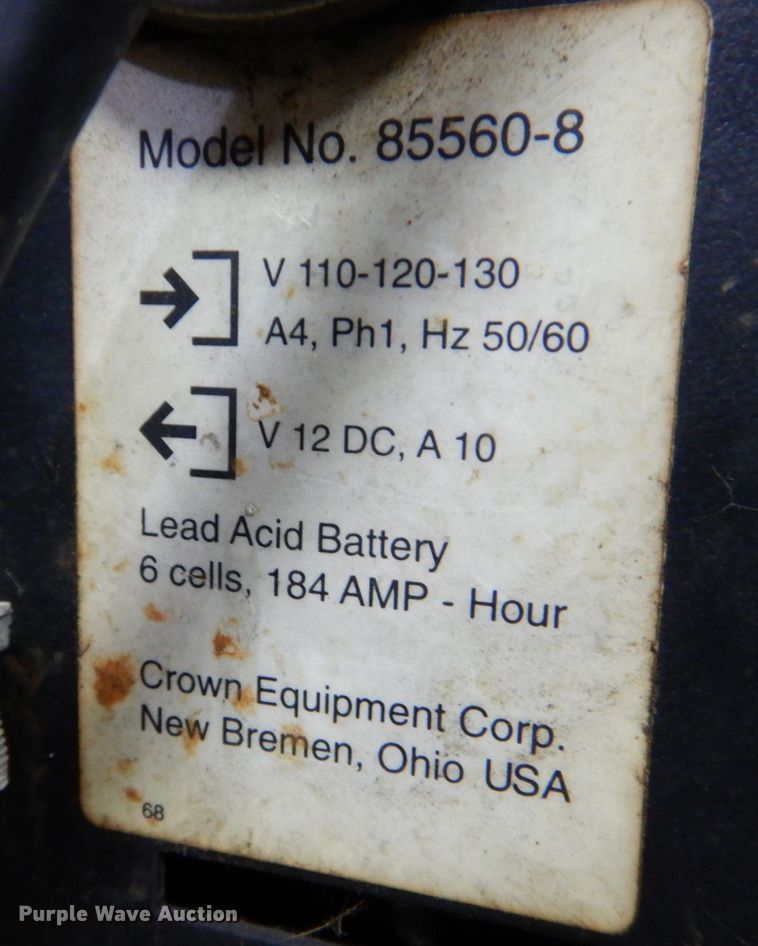 Model No. 85560-8
V 110-120-130
A4, Ph1, Hz 50/60
V 12 DC, A 10
Lead Acid Battery
6 cells, 184 AMP - Hour
Crown Equipment Corp.
New Bremen, Ohio USA
68
Purple Wave Auction